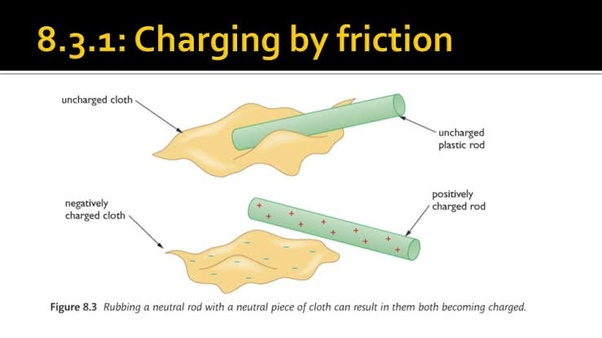 8.3.1: Charging by friction
uncharged cloth
uncharged
plastic rod
negatively
charged cloth
positively
charged rod
Figure 8.3 Rubbing a neutral rod with a neutral piece of cloth can result in them both becoming charged.